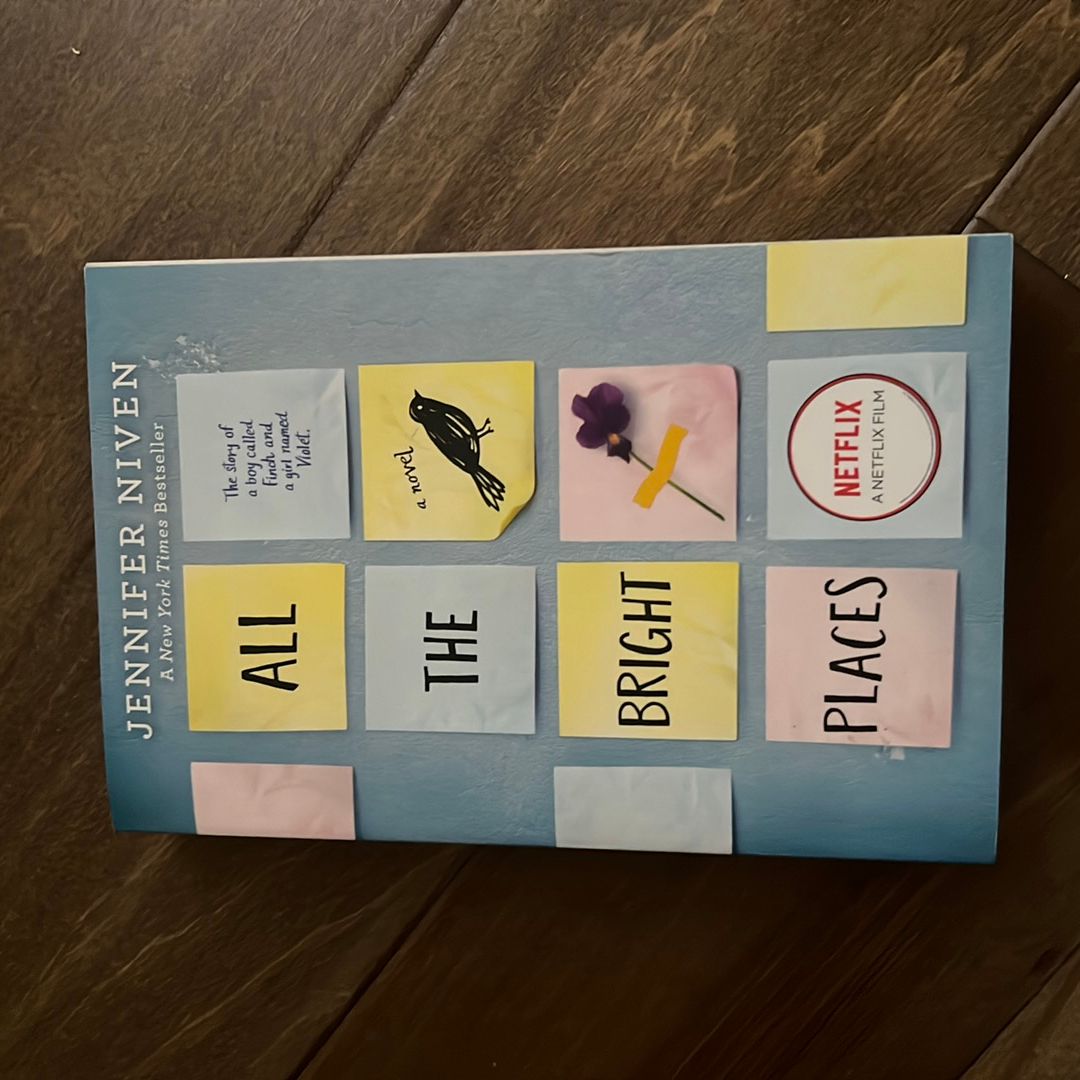 JENNIFER NIVEN
A New York Times Bestseller
ALL
The story of
a boy called
Finch and
a girl named
Violet.
THE
a novel
BRIGHT
PLACES
NETFLIX
A NETFLIX FILM